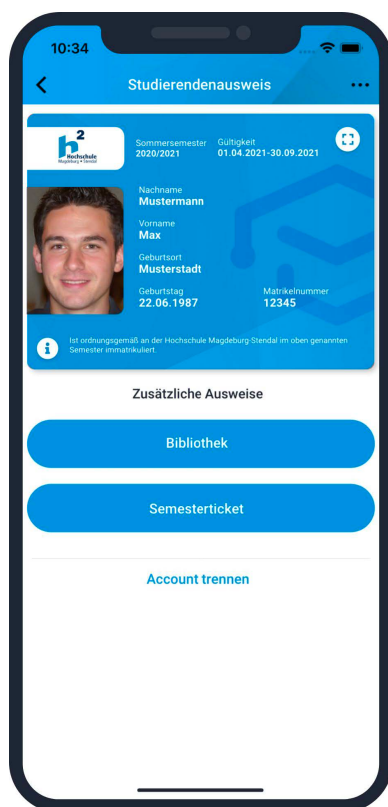 10:34
Studierendenausweis
h2
Hochschule
Magdeburg • Stendal
Sommersemester
2020/2021
Gültigkeit
01.04.2021-30.09.2021
Nachname
Mustermann
Vorname
Max
Geburtsort
Musterstadt
Geburtstag
22.06.1987
Matrikelnummer
12345
Ist ordnungsgemäß an der Hochschule Magdeburg-Stendal im oben genannten
Semester immatrikuliert.
Zusätzliche Ausweise
Bibliothek
Semesterticket
Account trennen